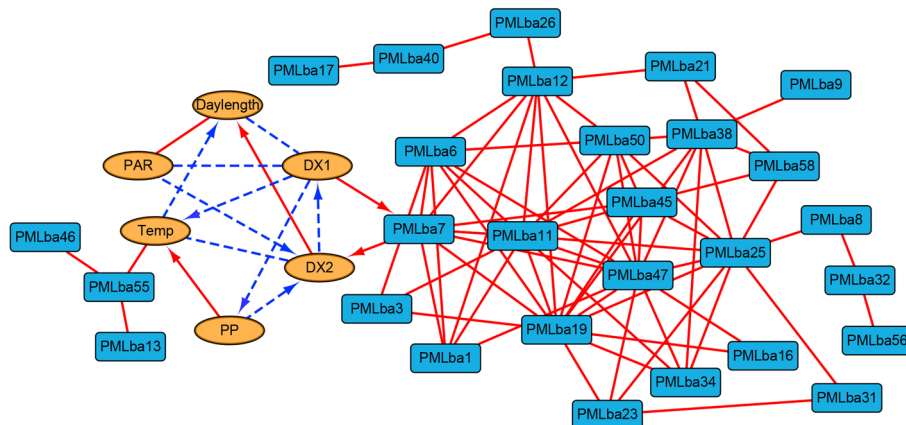 PMLba26
PMLba40
PMLba17
PMLba21
PMLba12
PMLba9
Daylength
PMLba38
PMLba50
PMLba6
PAR
DX1
PMLba58
PMLba45
PMLba8
Temp
PMLba7
PMLba11
PMLba46
PMLba25
DX2
PMLba47
PMLba32
PMLba55
PMLba3
PP
PMLba19
PMLba56
PMLba13
PMLba1
PMLba16
PMLba34
PMLba31
PMLba23